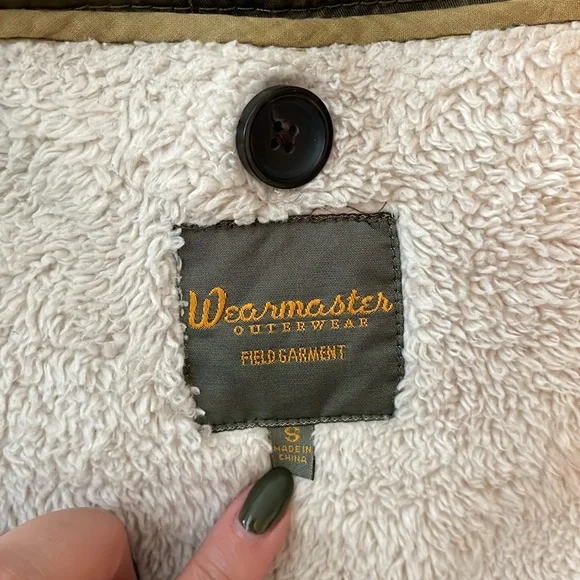 Wearmaster
OUTERWEAR
FIELD GARMENT
S
MADE IN
CHINA